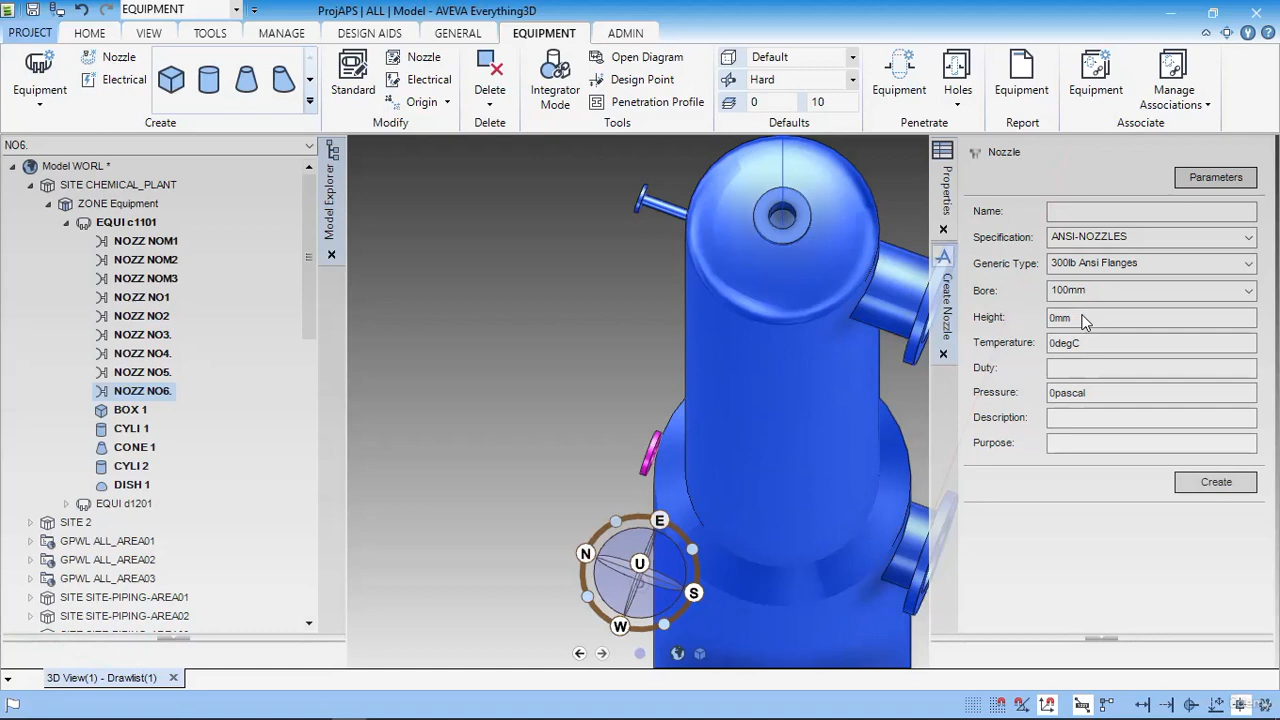 EQUIPMENT
ProjAPS | ALL | Model - AVEVA Everything3D
PROJECT
HOME
VIEW
TOOLS
MANAGE
DESIGN AIDS
GENERAL
EQUIPMENT
ADMIN
Equipment
Nozzle
Electrical
Create
Standard
Nozzle
Electrical
Origin
Modify
Delete
Delete
Integrator
Mode
Open Diagram
Design Point
Penetration Profile
Tools
Default
Hard
0
10
Defaults
Equipment
Holes
Penetrate
Equipment
Report
Equipment
Manage
Associations
Associate
NO6.
Model WORL *
SITE CHEMICAL_PLANT
ZONE Equipment
EQUI c1101
NOZZ NOM1
NOZZ NOM2
NOZZ NOM3
NOZZ NO1
NOZZ NO2
NOZZ NO3.
NOZZ NO4.
NOZZ NO5.
NOZZ NO6.
BOX 1
CYLI 1
CONE 1
CYLI 2
DISH 1
EQUI d1201
SITE 2
GPWL ALL_AREA01
GPWL ALL_AREA02
GPWL ALL_AREA03
SITE SITE-PIPING-AREA01
SITE SITE-PIPING-AREA02
Model Explorer
E
N
U
S
W
Properties
Create Nozzle
Nozzle
Parameters
Name:
Specification: ANSI-NOZZLES
Generic Type: 300lb Ansi Flanges
Bore: 100mm
Height: 0mm
Temperature: 0degC
Duty:
Pressure: 0pascal
Description:
Purpose:
Create
3D View(1) - Drawlist(1)